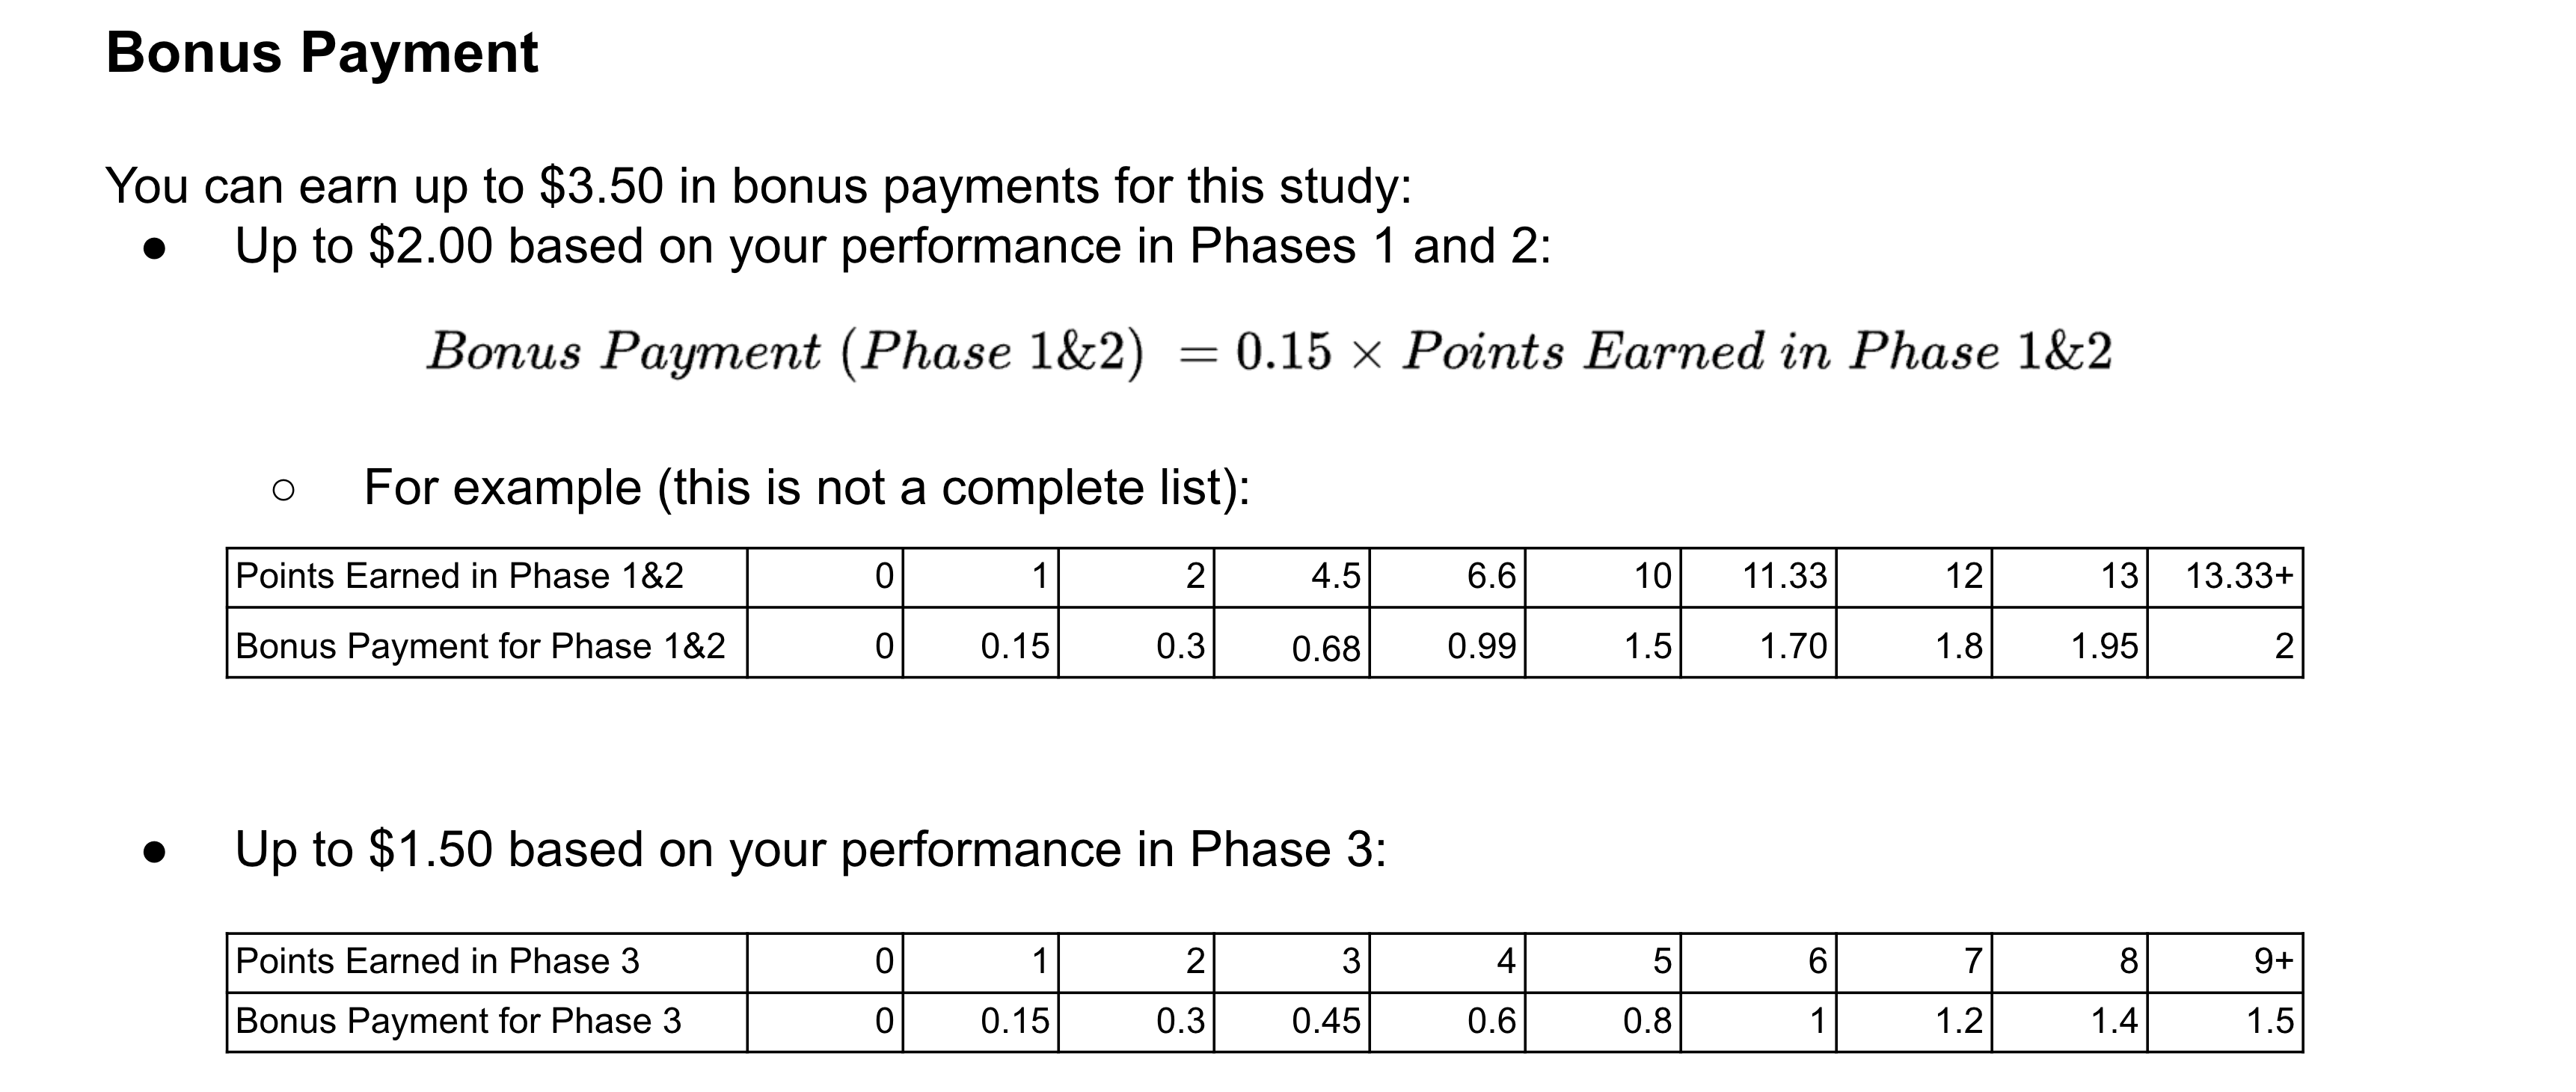 Bonus Payment
You can earn up to $3.50 in bonus payments for this study:
● Up to $2.00 based on your performance in Phases 1 and 2:
Bonus Payment (Phase 1&2) = 0.15 × Points Earned in Phase 1&2
○ For example (this is not a complete list):
Points Earned in Phase 1&2 0 1 2 4.5 6.6 10 11.33 12 13 13.33+
Bonus Payment for Phase 1&2 0 0.15 0.3 0.68 0.99 1.5 1.70 1.8 1.95 2
● Up to $1.50 based on your performance in Phase 3:
Points Earned in Phase 3 0 1 2 3 4 5 6 7 8 9+
Bonus Payment for Phase 3 0 0.15 0.3 0.45 0.6 0.8 1 1.2 1.4 1.5